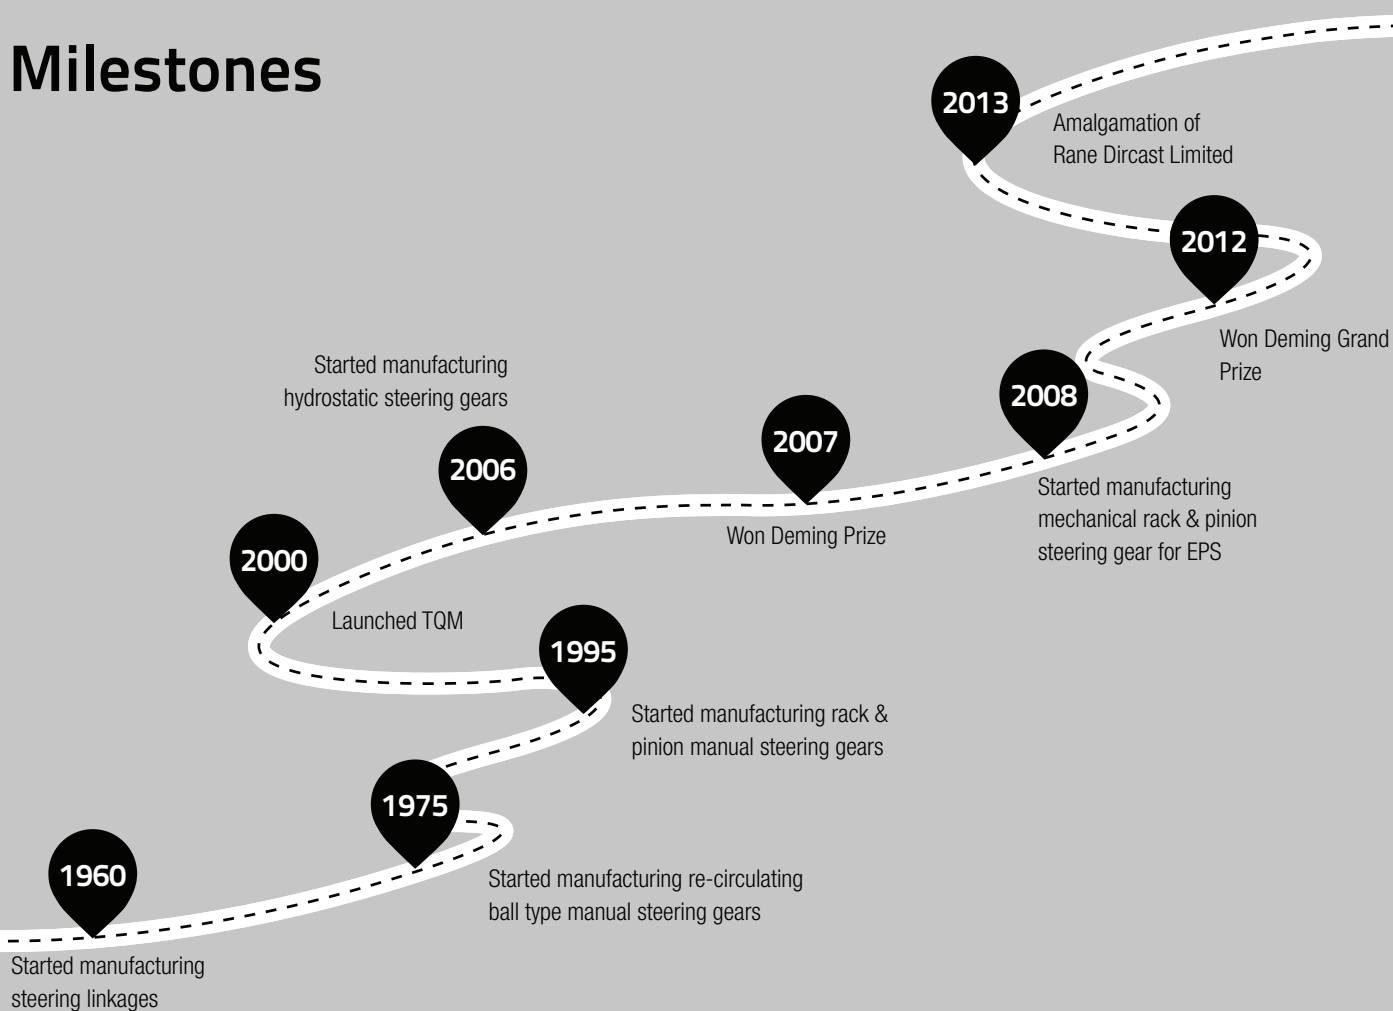 Milestones
2013
Amalgamation of
Rane Dircast Limited
2012
Won Deming Grand
Prize
2008
Started manufacturing
mechanical rack & pinion
steering gear for EPS
2007
Won Deming Prize
Started manufacturing
hydrostatic steering gears
2006
2000
Launched TQM
1995
Started manufacturing rack &
pinion manual steering gears
1975
Started manufacturing re-circulating
ball type manual steering gears
1960
Started manufacturing
steering linkages